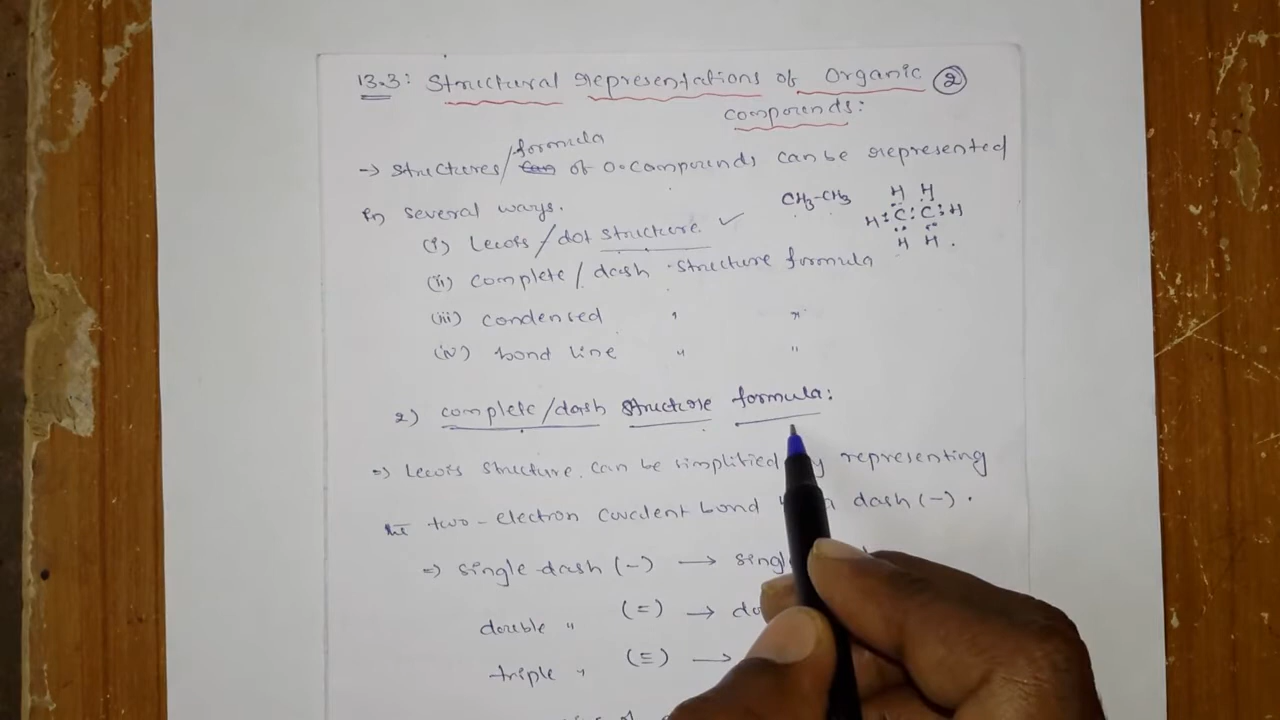 13.3: Structural representations of Organic ②
compounds:
→ structures/formula of o.compounds can be represented
in several ways.
CH3-CH3
H H
H:C:C:H
H H
(i) Lewis/dot structure ✓
(ii) complete/dash structure formula
(iii) condensed " "
(iv) bond line " "
2) complete/dash structure formula:
⇒ Lewis structure can be simplified by representing
two-electron covalent bond a dash (-).
⇒ single dash (-) → single
double " (=) →
triple " (≡) →